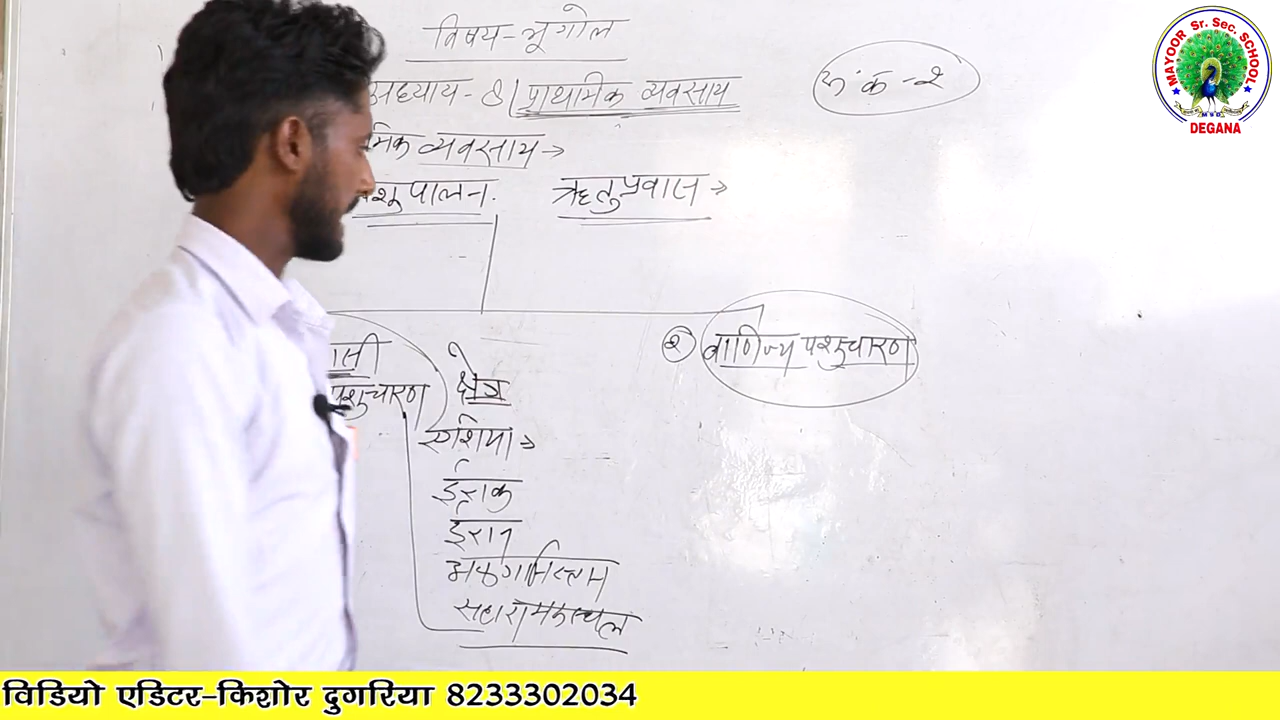 विषय-भूगोल
अध्याय-8 प्राथमिक व्यवसाय
अंक-२
मिक व्यवसाय→
शुपालन.
ऋतुप्रवास→
क्षेत्र
पशुचारण
② वाणिज्य पशुचारण
एशिया→
ईराक
इरान
अफगानिस्तान
सहारा मरुस्थल
MAYOOR Sr. Sec. SCHOOL
DEGANA
विडियो एडिटर-किशोर दुगरिया 8233302034